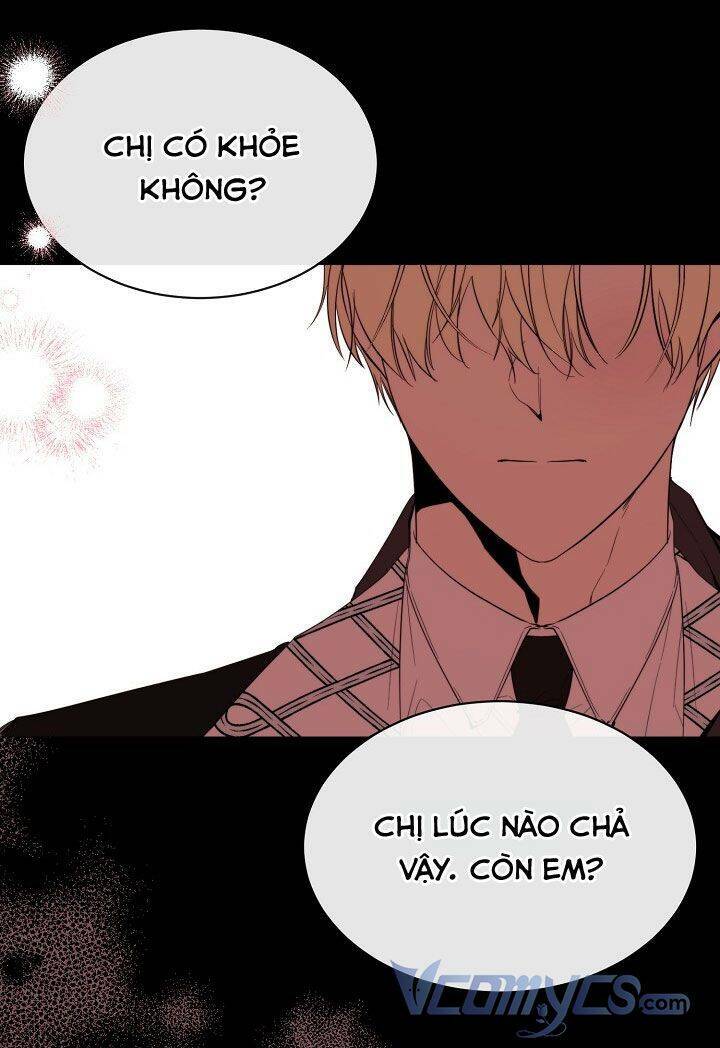 CHỊ CÓ KHỎE
KHÔNG?
CHỊ LÚC NÀO CHẢ
VẬY. CÒN EM?
VCOMYCS.com